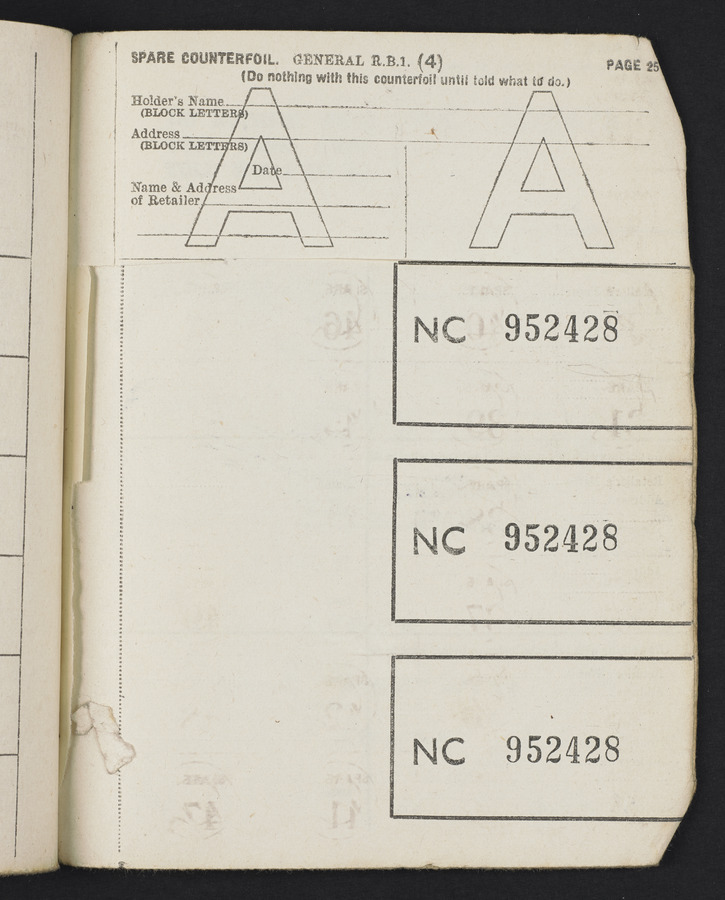 SPARE COUNTERFOIL. GENERAL R.B.1. (4) PAGE 25
(Do nothing with this counterfoil until told what to do.)
Holder's Name
(BLOCK LETTERS)
Address
(BLOCK LETTERS)
Date
Name & Address
of Retailer
A A
NC 952428
NC 952428
NC 952428